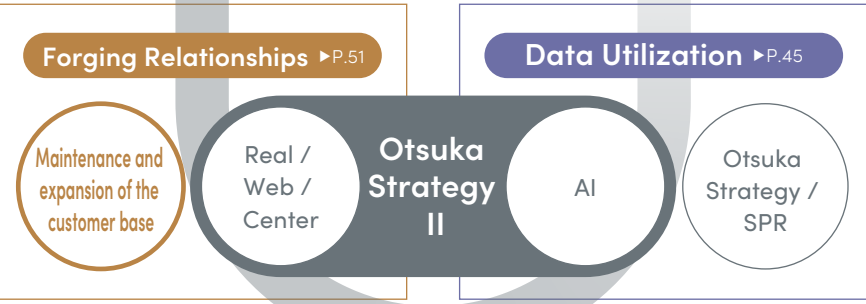 Forging Relationships ▶P.51
Data Utilization ▶P.45
Maintenance and
expansion of the
customer base
Real /
Web /
Center
Otsuka
Strategy
II
AI
Otsuka
Strategy /
SPR